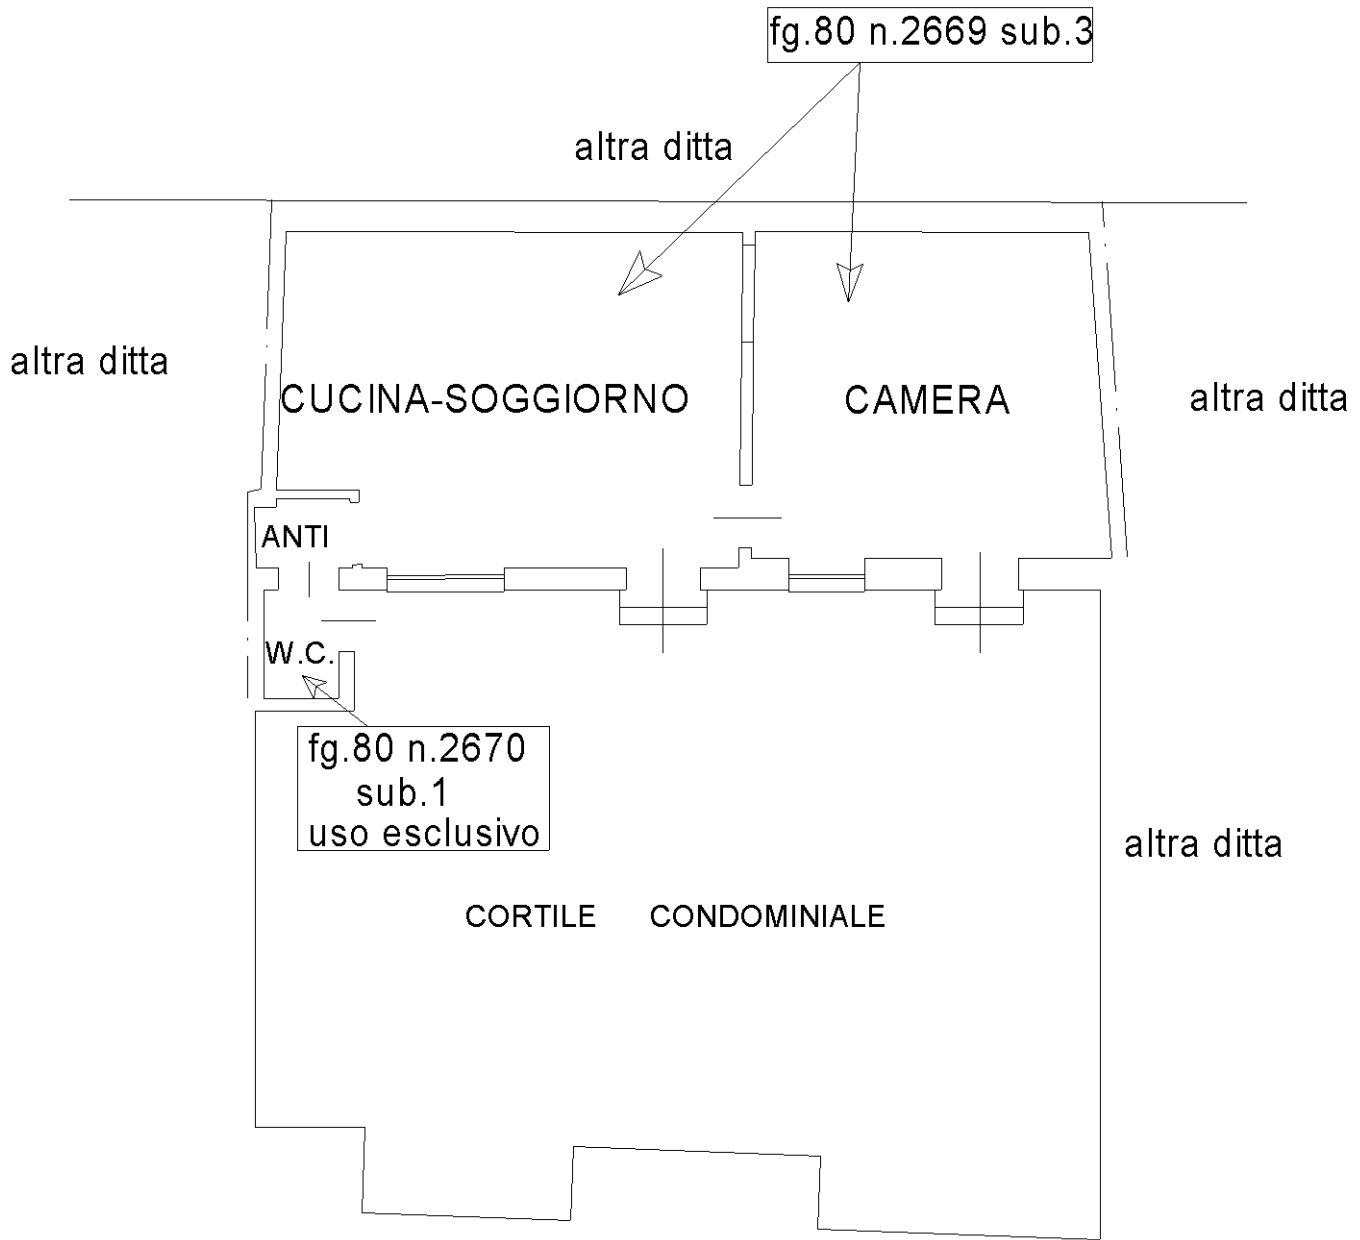 fg.80 n.2669 sub.3
altra ditta
altra ditta
CUCINA-SOGGIORNO
CAMERA
altra ditta
ANTI
W.C.
fg.80 n.2670
sub.1
uso esclusivo
altra ditta
CORTILE CONDOMINIALE